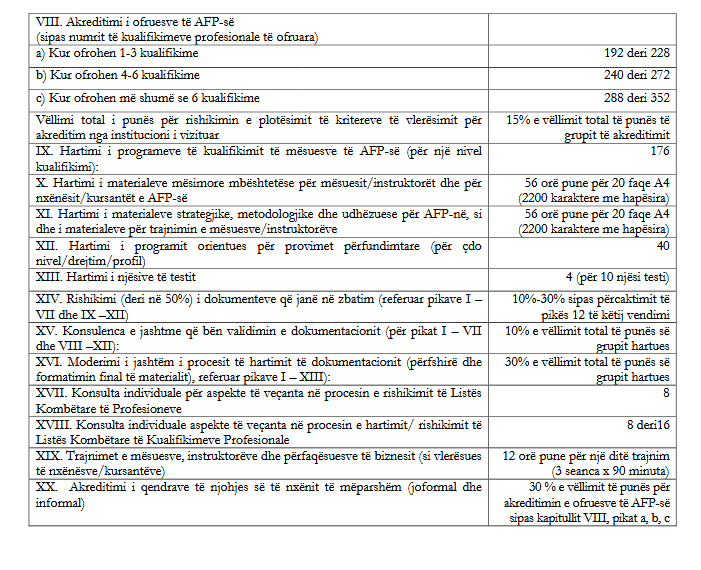 VIII. Akreditimi i ofruesve të AFP-së
(sipas numrit të kualifikimeve profesionale të ofruara)
a) Kur ofrohen 1-3 kualifikime
192 deri 228
b) Kur ofrohen 4-6 kualifikime
240 deri 272
c) Kur ofrohen më shumë se 6 kualifikime
288 deri 352
Vëllimi total i punës për rishikimin e plotësimit të kritereve të vlerësimit për
akreditim nga institucioni i vizituar
15% e vëllimit total të punës të
grupit të akreditimit
IX. Hartimi i programeve të kualifikimit të mësuesve të AFP-së (për një nivel
kualifikimi):
176
X. Hartimi i materialeve mësimore mbështetëse për mësuesit/instruktorët dhe për
nxënësit/kursantët e AFP-së
56 orë pune për 20 faqe A4
(2200 karaktere me hapësira)
XI. Hartimi i materialeve strategjike, metodologjike dhe udhëzuese për AFP-në, si
dhe i materialeve për trajnimin e mësuesve/instruktorëve
56 orë pune për 20 faqe A4
(2200 karaktere me hapësira)
XII. Hartimi i programit orientues për provimet përfundimtare (për çdo
nivel/drejtim/profil)
40
XIII. Hartimi i njësive të testit
4 (për 10 njësi testi)
XIV. Rishikimi (deri në 50%) i dokumenteve që janë në zbatim (referuar pikave I –
VII dhe IX –XII)
10%-30% sipas përcaktimit të
pikës 12 të këtij vendimi
XV. Konsulenca e jashtme që bën validimin e dokumentacionit (për pikat I – VII
dhe VIII –XII):
10% e vëllimit total të punës së
grupit hartues
XVI. Moderimi i jashtëm i procesit të hartimit të dokumentacionit (përfshirë dhe
formatimin final të materialit), referuar pikave I – XIII):
30% e vëllimit total të punës së
grupit hartues
XVII. Konsulta individuale për aspekte të veçanta në procesin e rishikimit të Listës
Kombëtare të Profesioneve
8
XVIII. Konsulta individuale aspekte të veçanta në procesin e hartimit/ rishikimit të
Listës Kombëtare të Kualifikimeve Profesionale
8 deri16
XIX. Trajnimet e mësuesve, instruktorëve dhe përfaqësuesve të biznesit (si vlerësues
të nxënësve/kursantëve)
12 orë pune për një ditë trajnim
(3 seanca x 90 minuta)
XX. Akreditimi i qendrave të njohjes së të nxënit të mëparshëm (joformal dhe
informal)
30 % e vëllimit të punës për
akreditimin e ofruesve të AFP-së
sipas kapitullit VIII, pikat a, b, c